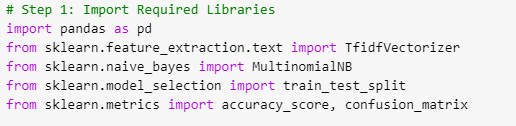 # Step 1: Import Required Libraries
import pandas as pd
from sklearn.feature_extraction.text import TfidfVectorizer
from sklearn.naive_bayes import MultinomialNB
from sklearn.model_selection import train_test_split
from sklearn.metrics import accuracy_score, confusion_matrix